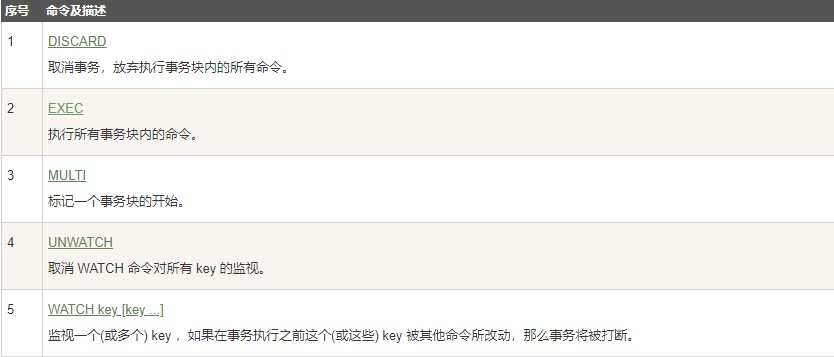 序号 命令及描述
1 DISCARD
取消事务，放弃执行事务块内的所有命令。
2 EXEC
执行所有事务块内的命令。
3 MULTI
标记一个事务块的开始。
4 UNWATCH
取消 WATCH 命令对所有 key 的监视。
5 WATCH key [key ...]
监视一个(或多个) key ，如果在事务执行之前这个(或这些) key 被其他命令所改动，那么事务将被打断。